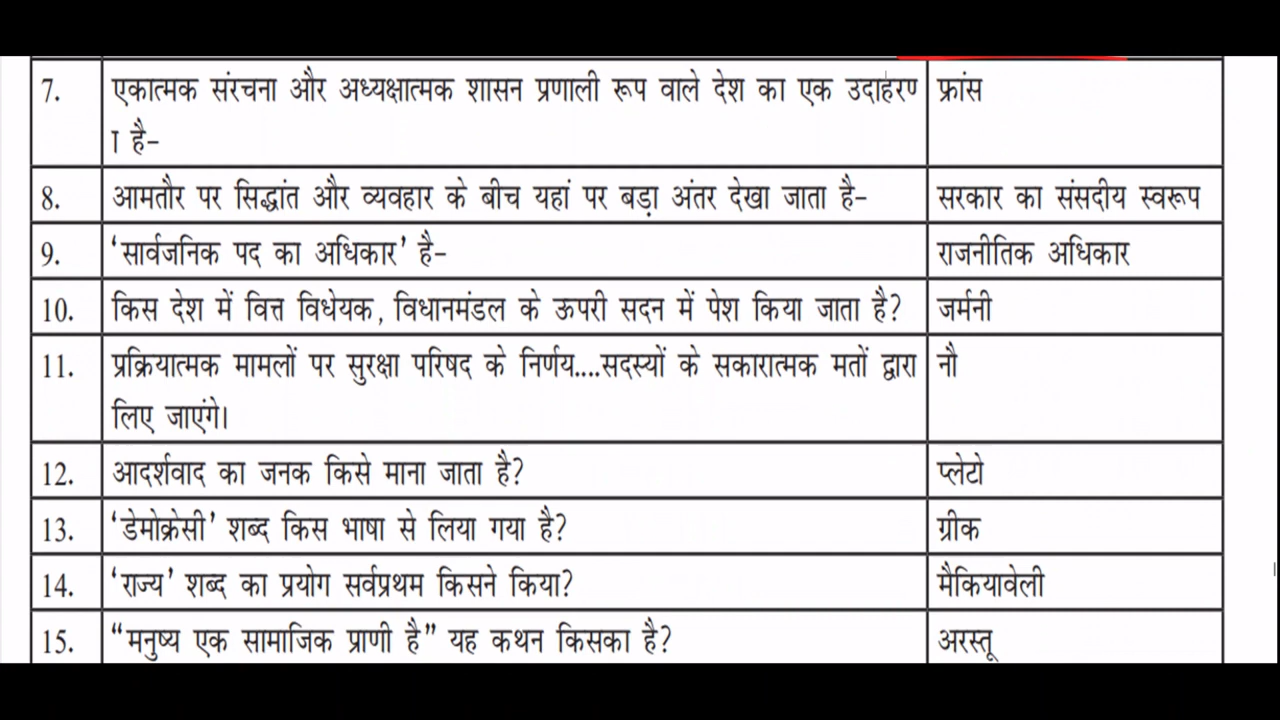 7. एकात्मक संरचना और अध्यक्षात्मक शासन प्रणाली रूप वाले देश का एक उदाहरण फ्रांस
ा है-
8. आमतौर पर सिद्धांत और व्यवहार के बीच यहां पर बड़ा अंतर देखा जाता है- सरकार का संसदीय स्वरूप
9. ‘सार्वजनिक पद का अधिकार’ है- राजनीतिक अधिकार
10. किस देश में वित्त विधेयक, विधानमंडल के ऊपरी सदन में पेश किया जाता है? जर्मनी
11. प्रक्रियात्मक मामलों पर सुरक्षा परिषद के निर्णय....सदस्यों के सकारात्मक मतों द्वारा नौ
लिए जाएंगे।
12. आदर्शवाद का जनक किसे माना जाता है? प्लेटो
13. ‘डेमोक्रेसी’ शब्द किस भाषा से लिया गया है? ग्रीक
14. ‘राज्य’ शब्द का प्रयोग सर्वप्रथम किसने किया? मैकियावेली
15. “मनुष्य एक सामाजिक प्राणी है” यह कथन किसका है? अरस्तू